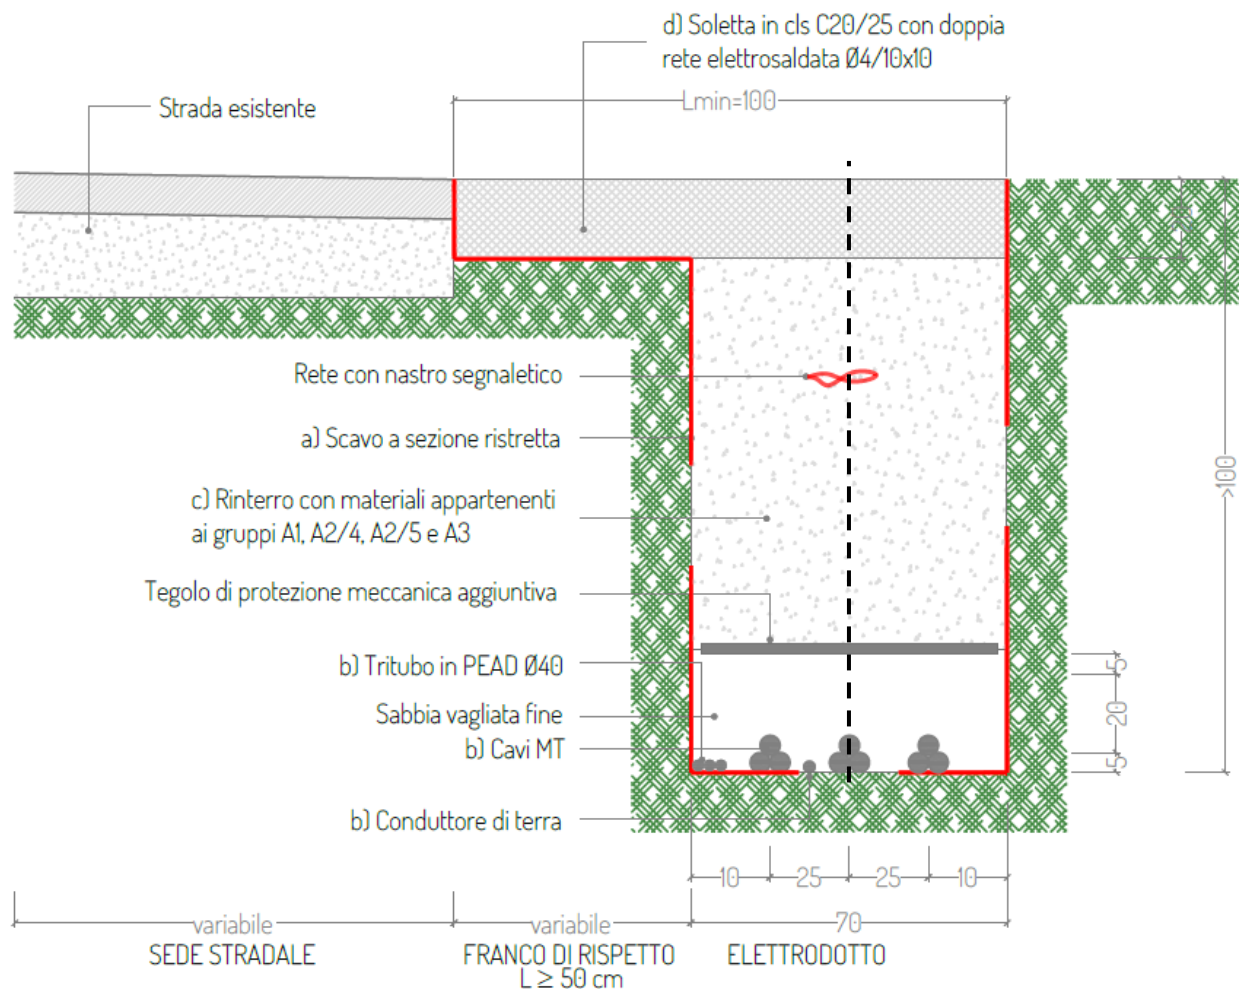 d) Soletta in cls C20/25 con doppia
rete elettrosaldata Ø4/10x10
Lmin=100
Strada esistente
Rete con nastro segnaletico
a) Scavo a sezione ristretta
c) Rinterro con materiali appartenenti
ai gruppi A1, A2/4, A2/5 e A3
>100
Tegolo di protezione meccanica aggiuntiva
b) Tritubo in PEAD Ø40
5
Sabbia vagliata fine
20
b) Cavi MT
5
b) Conduttore di terra
10 25 25 10
variabile variabile 70
SEDE STRADALE FRANCO DI RISPETTO ELETTRODOTTO
L ≥ 50 cm